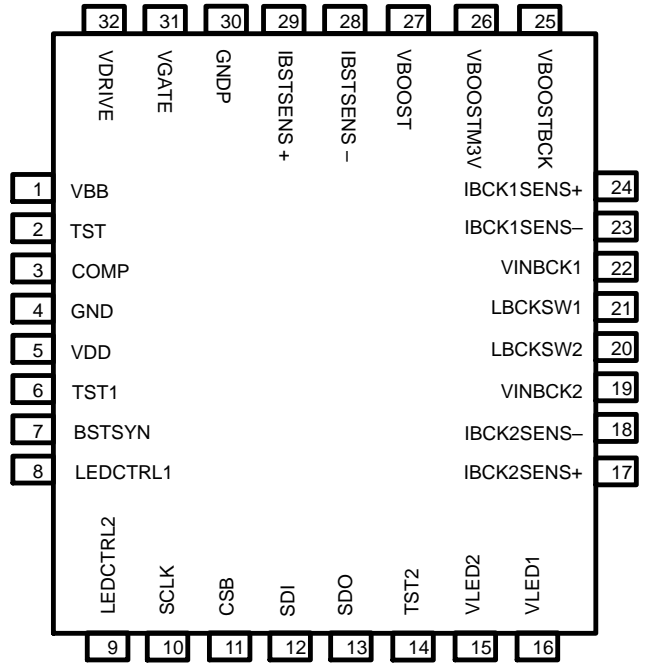 32 31 30 29 28 27 26 25
VDRIVE
VGATE
GNDP
IBSTSENS+
IBSTSENS–
VBOOST
VBOOSTM3V
VBOOSTBCK
1 VBB
2 TST
3 COMP
4 GND
5 VDD
6 TST1
7 BSTSYN
8 LEDCTRL1
IBCK1SENS+ 24
IBCK1SENS– 23
VINBCK1 22
LBCKSW1 21
LBCKSW2 20
VINBCK2 19
IBCK2SENS– 18
IBCK2SENS+ 17
LEDCTRL2
SCLK
CSB
SDI
SDO
TST2
VLED2
VLED1
9 10 11 12 13 14 15 16